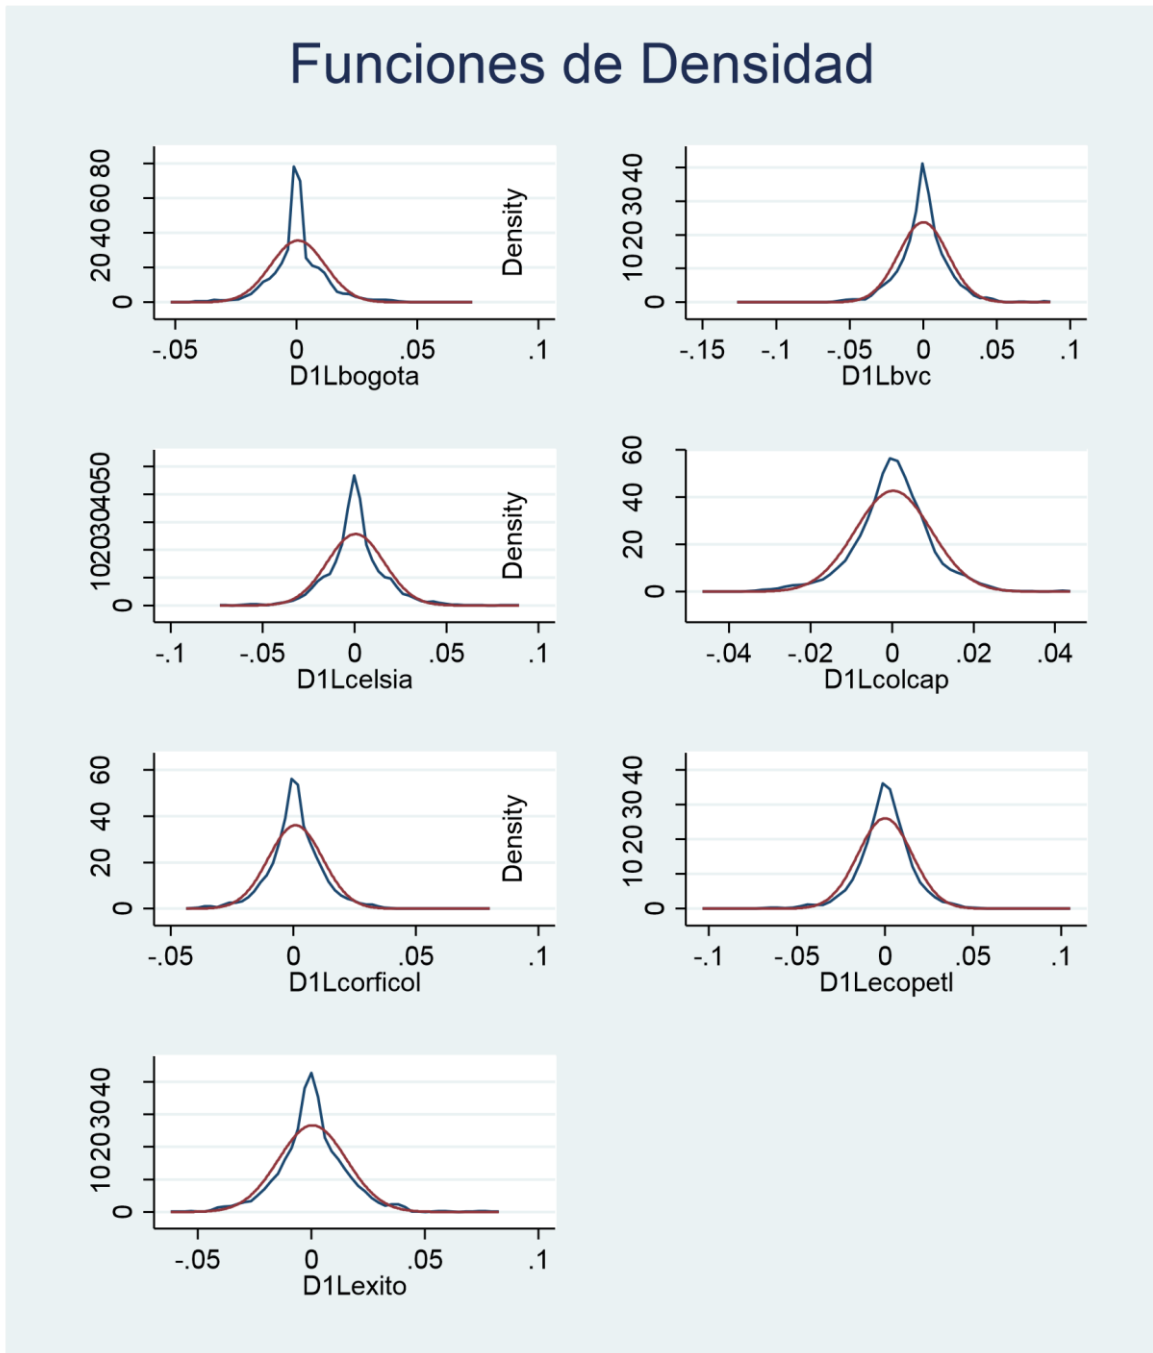 Funciones de Densidad
0 20 40 60 80
-.05 0 .05 .1
D1Lbogota
Density
0 10 20 30 40
-.15 -.1 -.05 0 .05 .1
D1Lbvc
0 10 20 30 40 50
-.1 -.05 0 .05 .1
D1Lcelsia
Density
0 20 40 60
-.04 -.02 0 .02 .04
D1Lcolcap
0 20 40 60
-.05 0 .05 .1
D1Lcorficol
Density
0 10 20 30 40
-.1 -.05 0 .05 .1
D1Lecopetl
0 10 20 30 40
-.05 0 .05 .1
D1Lexito